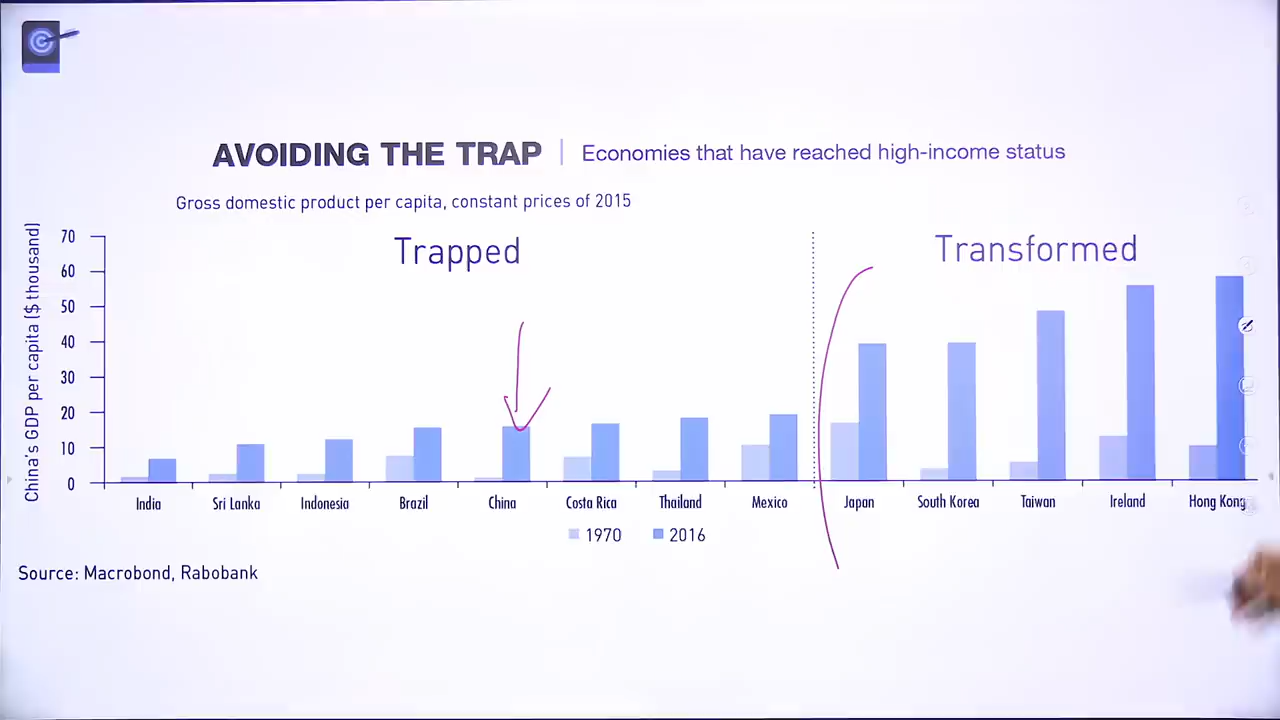 AVOIDING THE TRAP | Economies that have reached high-income status
Gross domestic product per capita, constant prices of 2015
China's GDP per capita ($ thousand)
Trapped
Transformed
70
60
50
40
30
20
10
0
India Sri Lanka Indonesia Brazil China Costa Rica Thailand Mexico Japan South Korea Taiwan Ireland Hong Kong
1970 2016
Source: Macrobond, Rabobank